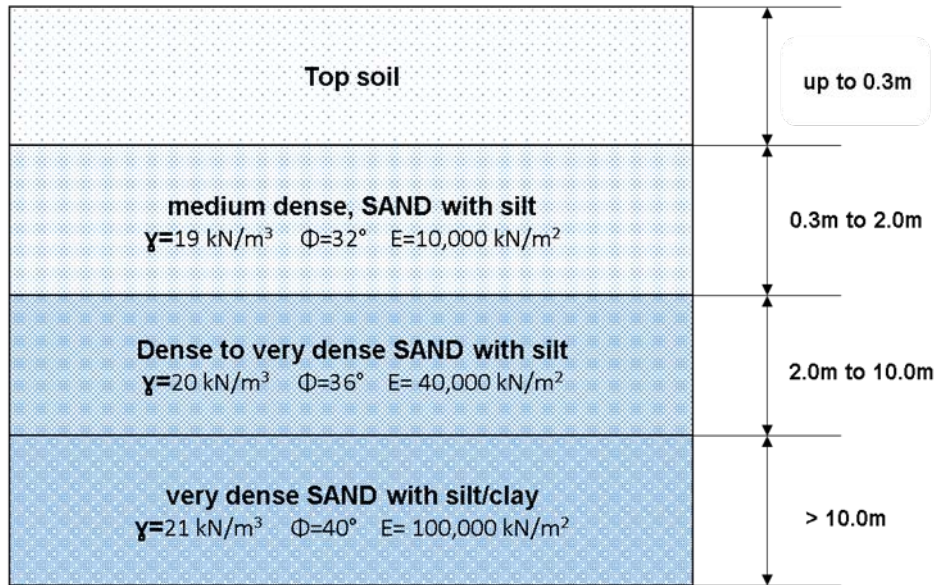 Top soil
up to 0.3m
medium dense, SAND with silt
ɣ=19 kN/m³ Φ=32° E=10,000 kN/m²
0.3m to 2.0m
Dense to very dense SAND with silt
ɣ=20 kN/m³ Φ=36° E= 40,000 kN/m²
2.0m to 10.0m
very dense SAND with silt/clay
ɣ=21 kN/m³ Φ=40° E= 100,000 kN/m²
> 10.0m